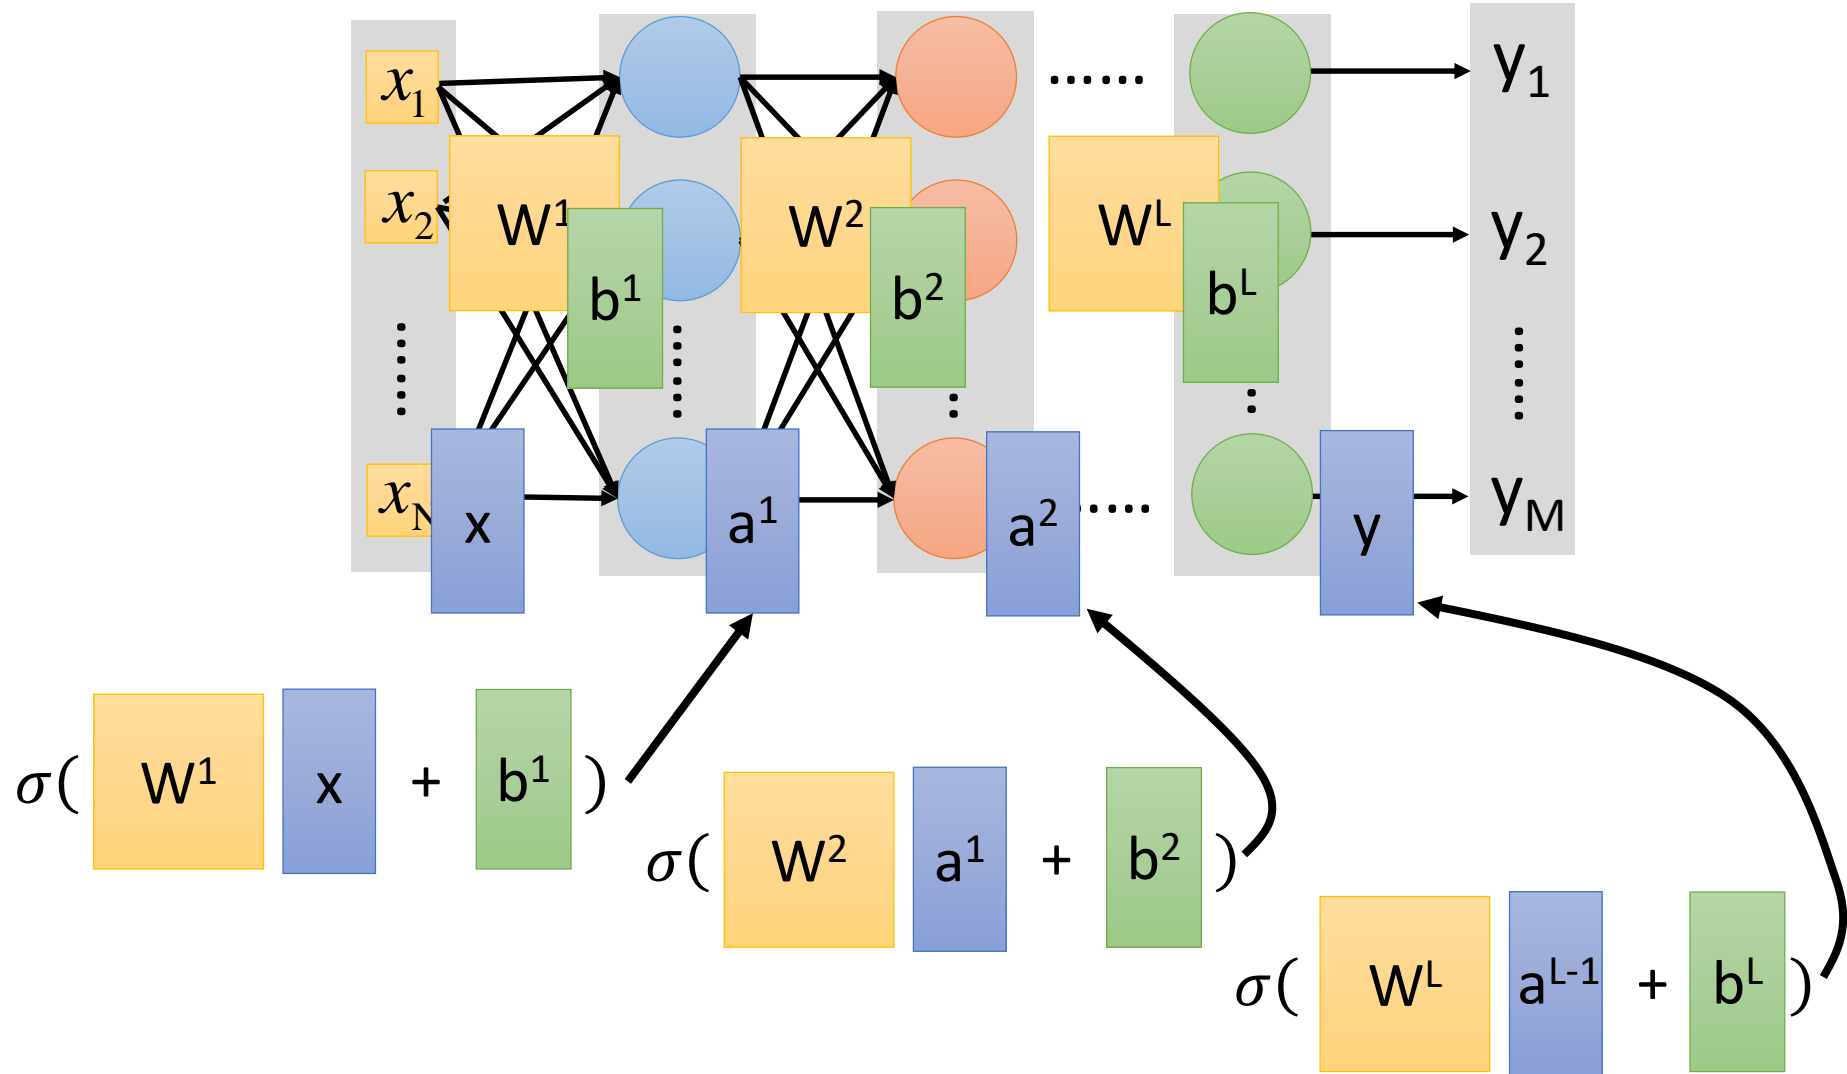 x₁ y₁
x₂ W¹ W² Wᴸ y₂
b¹ b² bᴸ
xN x a¹ a² y yM
σ( W¹ x + b¹ )
σ( W² a¹ + b² )
σ( Wᴸ aᴸ⁻¹ + bᴸ )